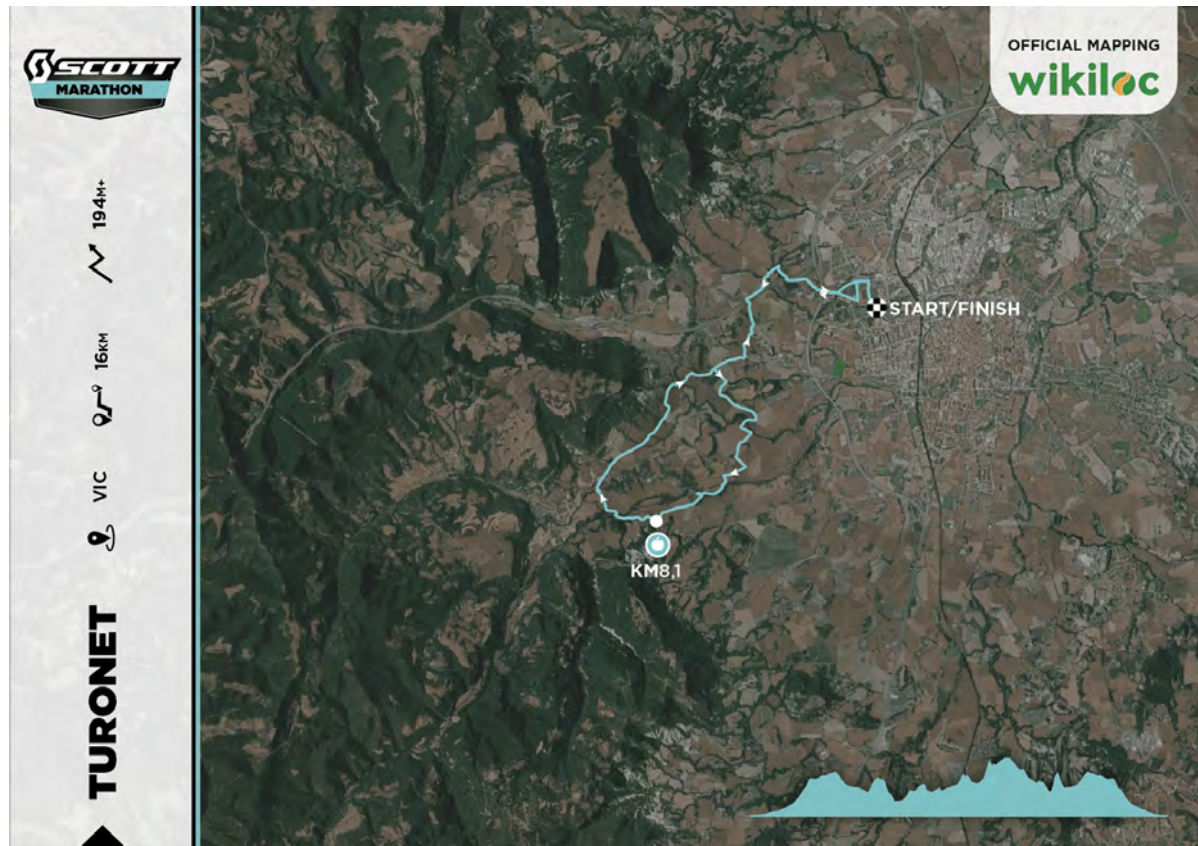 SCOTT
MARATHON
194M+
16KM
VIC
TURONET
OFFICIAL MAPPING
wikiloc
START/FINISH
KM8,1